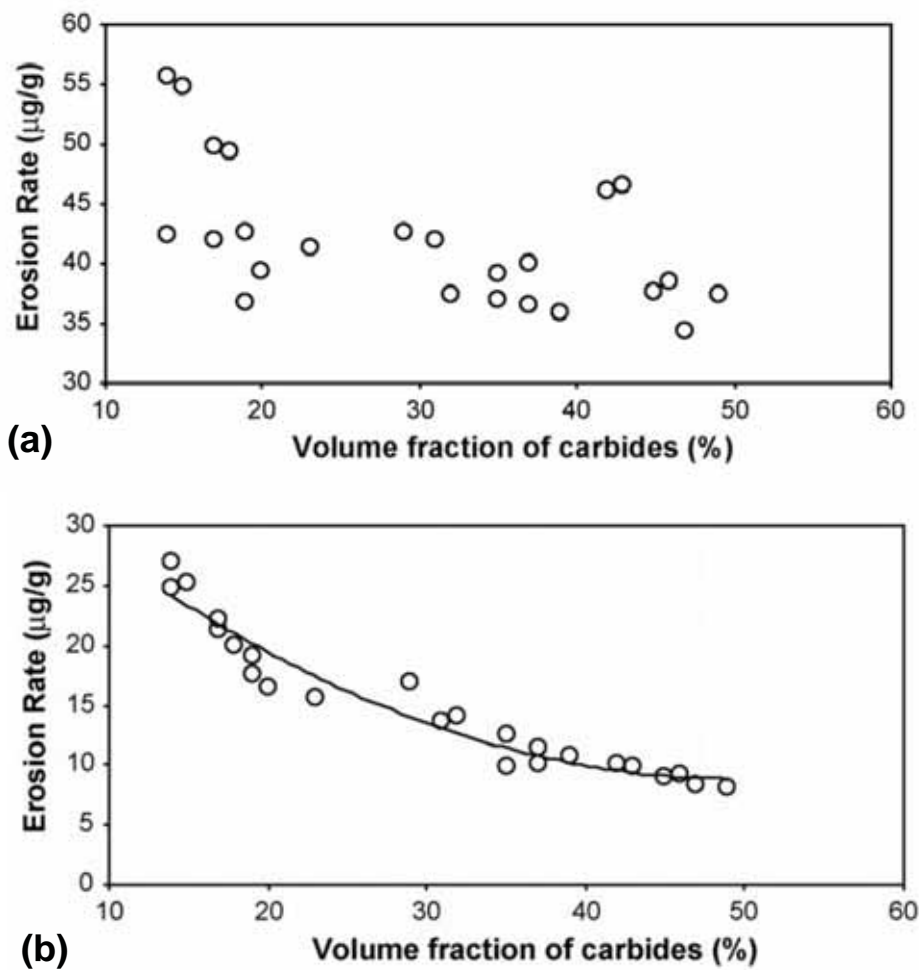 60
55
50
45
40
35
30
Erosion Rate (µg/g)
10 20 30 40 50 60
(a)
Volume fraction of carbides (%)
30
25
20
15
10
5
0
Erosion Rate (µg/g)
10 20 30 40 50 60
(b)
Volume fraction of carbides (%)